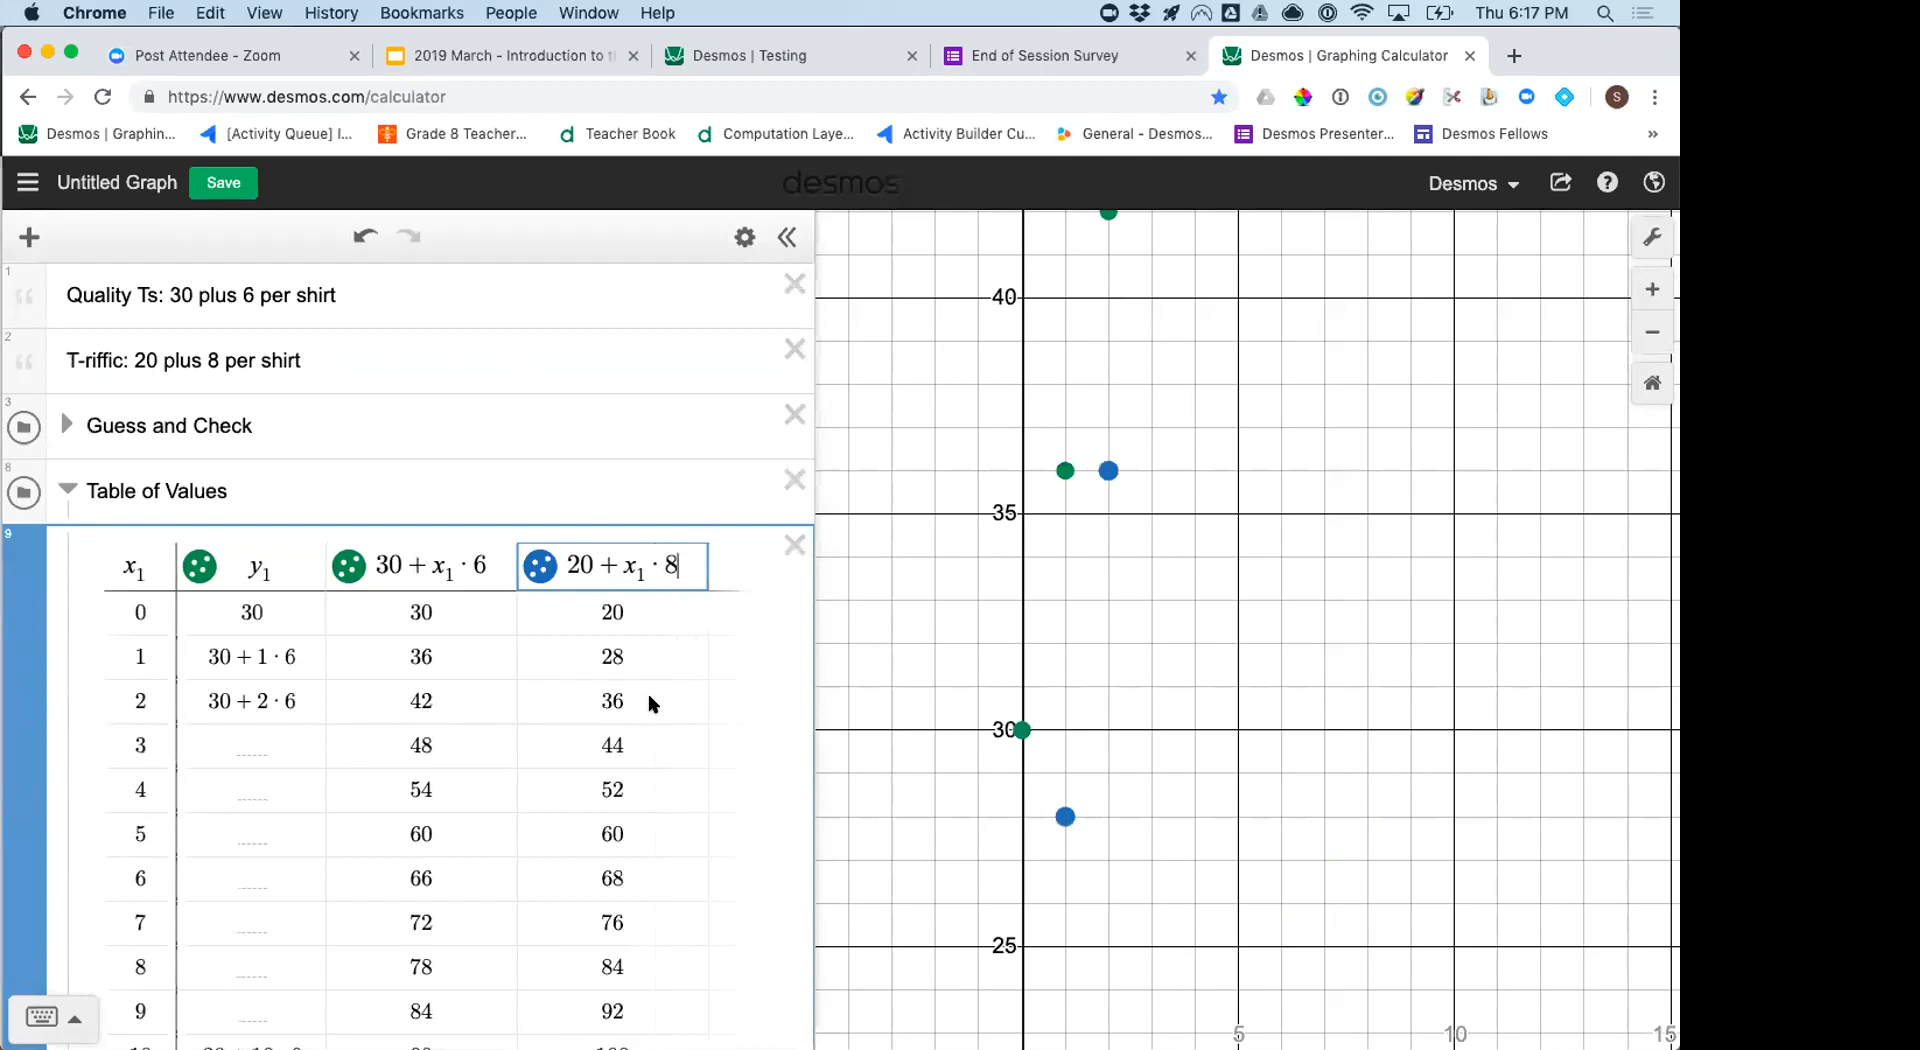 Chrome File Edit View History Bookmarks People Window Help Thu 6:17 PM
Post Attendee - Zoom 2019 March - Introduction to Desmos | Testing End of Session Survey Desmos | Graphing Calculator
https://www.desmos.com/calculator S
Desmos | Graphin... [Activity Queue] I... Grade 8 Teacher... Teacher Book Computation Laye... Activity Builder Cu... General - Desmos... Desmos Presenter... Desmos Fellows »
Untitled Graph Save desmos Desmos
1 Quality Ts: 30 plus 6 per shirt
2 T-riffic: 20 plus 8 per shirt
3 Guess and Check
8 Table of Values
9
x₁ y₁ 30 + x₁ · 6 20 + x₁ · 8
0 30 30 20
1 30 + 1 · 6 36 28
2 30 + 2 · 6 42 36
3 48 44
4 54 52
5 60 60
6 66 68
7 72 76
8 78 84
9 84 92
40
35
30
25
5 10 15